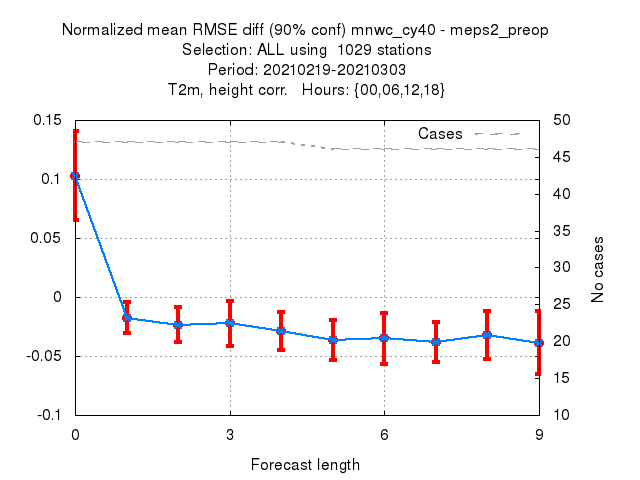 Normalized mean RMSE diff (90% conf) mnwc_cy40 - meps2_preop
Selection: ALL using  1029 stations
Period: 20210219-20210303
T2m, height corr.   Hours: {00,06,12,18}
Cases
0.15
0.1
0.05
0
-0.05
-0.1
50
45
40
35
30
25
20
15
10
No cases
0
3
6
9
Forecast length